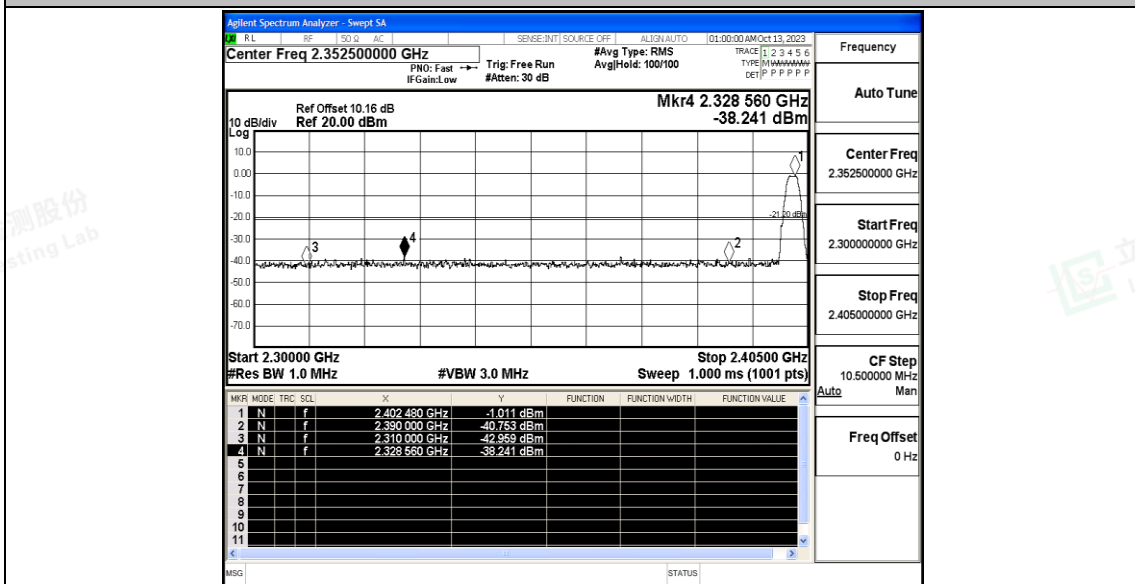 Agilent Spectrum Analyzer - Swept SA
RL RF 50 Ω AC SENSE:INT SOURCE OFF ALIGN AUTO 01:00:00 AM Oct 13, 2023
Center Freq 2.352500000 GHz
PNO: Fast
IFGain:Low
Trig: Free Run
#Atten: 30 dB
#Avg Type: RMS
Avg|Hold: 100/100
TRACE 1 2 3 4 5 6
TYPE M
DET P P P P P P
Ref Offset 10.16 dB
Ref 20.00 dBm
10 dB/div
Log
Mkr4 2.328 560 GHz
-38.241 dBm
10.0
0.00
-10.0
-20.0
-30.0
-40.0
-50.0
-60.0
-70.0
1
-21.20 dBm
2
3
4
Start 2.30000 GHz
Stop 2.40500 GHz
#Res BW 1.0 MHz
#VBW 3.0 MHz
Sweep 1.000 ms (1001 pts)
MKR MODE TRC SCL X Y FUNCTION FUNCTION WIDTH FUNCTION VALUE
1 N f 2.402 480 GHz -1.011 dBm
2 N f 2.390 000 GHz -40.753 dBm
3 N f 2.310 000 GHz -42.959 dBm
4 N f 2.328 560 GHz -38.241 dBm
5
6
7
8
9
10
11
MSG
STATUS
Frequency
Auto Tune
Center Freq
2.352500000 GHz
Start Freq
2.300000000 GHz
Stop Freq
2.405000000 GHz
CF Step
10.500000 MHz
Auto Man
Freq Offset
0 Hz
测股份
sting Lab
立